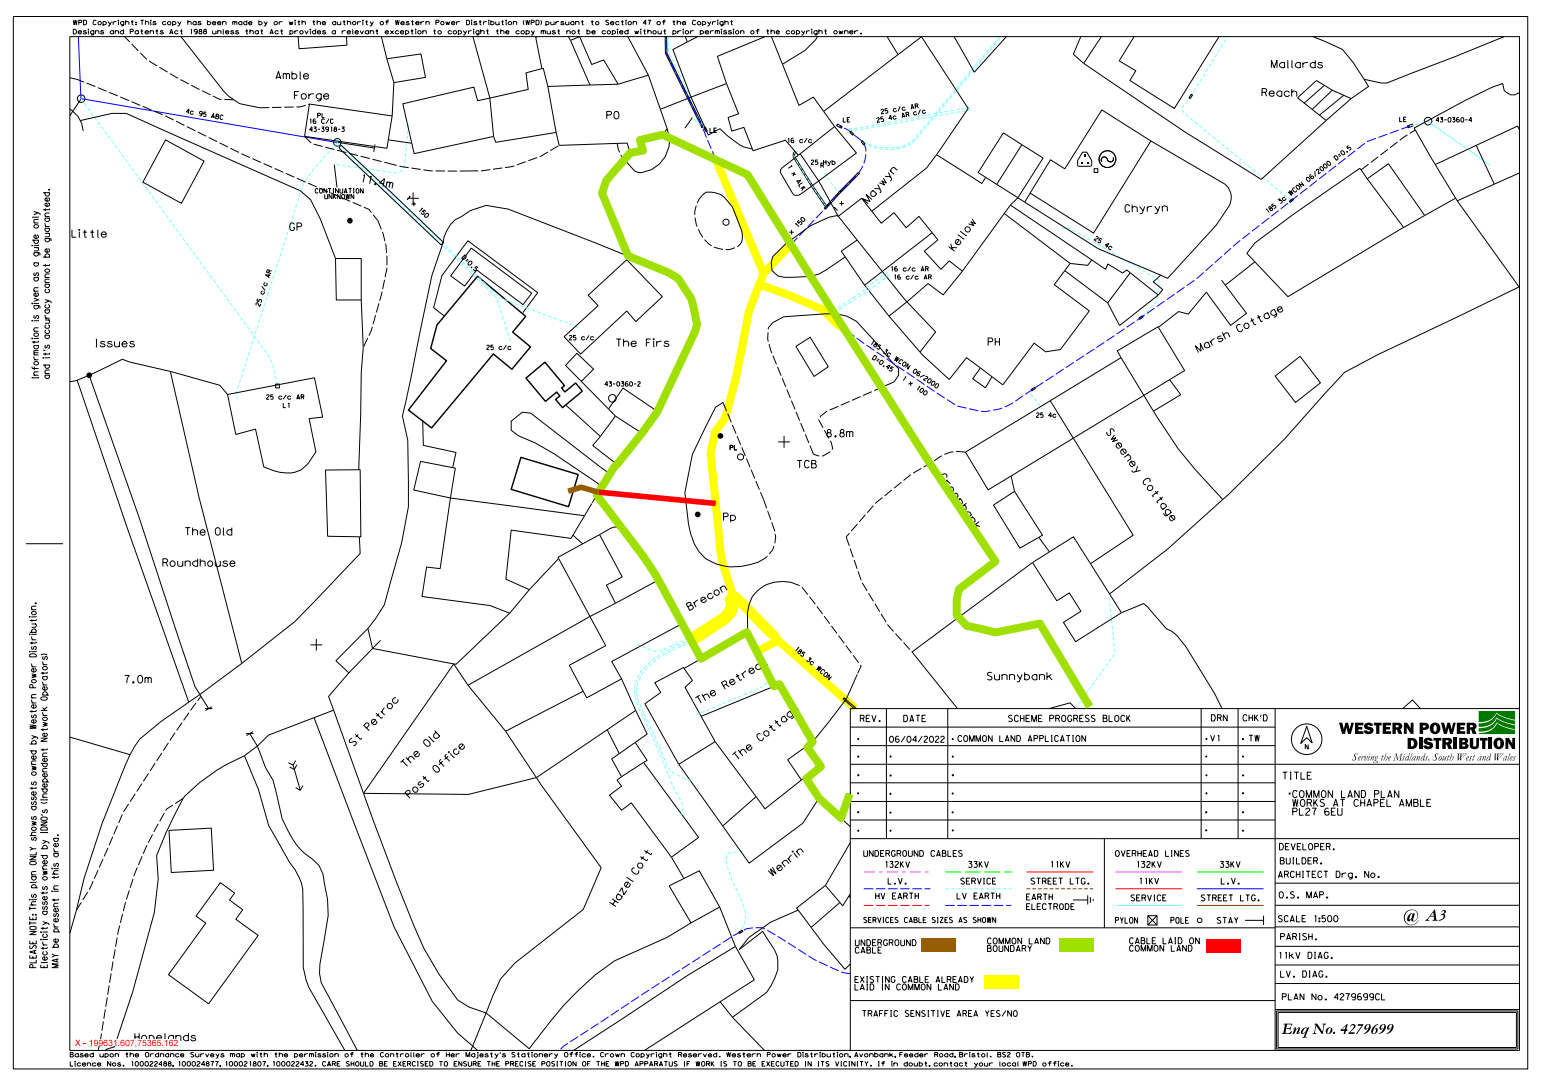 WPD Copyright: This copy has been made by or with the authority of Western Power Distribution (WPD) pursuant to Section 47 of the Copyright
Designs and Patents Act 1988 unless that Act provides a relevant exception to copyright the copy must not be copied without prior permission of the copyright owner.
Information is given as a guide only
and it's accuracy cannot be guaranteed.
PLEASE NOTE: This plan ONLY shows assets owned by Western Power Distribution.
Electricity assets owned by IDNO's (Independent Network Operators)
MAY be present in this area.
Amble
Forge
PL
16 C/C
43-3918-3
4c 95 ABC
PO
ALE
LE
25 c/c AR
25 4c AR c/c
16 c/c
25 Hyb
1 x ALK
Maywyn
Mallards
Reach
LE
43-0360-4
185 3c WCON 06/2000 D=0.5
Chyryn
Kellow
25 4c
11.4m
CONTINUATION
UNKNOWN
GP
Little
25 c/c AR
1 x 150
x 150
D=0.5
16 c/c AR
16 c/c AR
Issues
25 c/c
25 c/c
The Firs
43-0360-2
25 c/c AR
L1
185 3c WCON 06/2000
D=0.45
1 x 100
PH
Marsh Cottage
25 4c
8.8m
TCB
PL
Pp
Greenbank
Sweeney Cottage
The Old
Roundhouse
Brecon
185 3c WCON
The Retreat
The Cottage
Sunnybank
7.0m
St Petroc
The Old
Post Office
Hazel Cott
Wenrin
Hopelands
X - 199631.607,75365.162
REV.
DATE
SCHEME PROGRESS BLOCK
DRN
CHK'D
06/04/2022
COMMON LAND APPLICATION
V1
TW
N
WESTERN POWER
DISTRIBUTION
Serving the Midlands, South West and Wales
TITLE
COMMON LAND PLAN
WORKS AT CHAPEL AMBLE
PL27 6EU
UNDERGROUND CABLES
132KV 33KV 11KV
L.V. SERVICE STREET LTG.
HV EARTH LV EARTH EARTH
ELECTRODE
SERVICES CABLE SIZES AS SHOWN
OVERHEAD LINES
132KV 33KV
11KV L.V.
SERVICE STREET LTG.
PYLON POLE STAY
UNDERGROUND
CABLE
COMMON LAND
BOUNDARY
CABLE LAID ON
COMMON LAND
EXISTING CABLE ALREADY
LAID IN COMMON LAND
TRAFFIC SENSITIVE AREA YES/NO
DEVELOPER.
BUILDER.
ARCHITECT Drg. No.
O.S. MAP.
SCALE 1:500 @ A3
PARISH.
11kV DIAG.
LV. DIAG.
PLAN No. 4279699CL
Enq No. 4279699
Based upon the Ordnance Surveys map with the permission of the Controller of Her Majesty's Stationery Office. Crown Copyright Reserved. Western Power Distribution, Avonbank, Feeder Road, Bristol. BS2 0TB.
Licence Nos. 100022488, 100024877, 100021807, 100022432. CARE SHOULD BE EXERCISED TO ENSURE THE PRECISE POSITION OF THE WPD APPARATUS IF WORK IS TO BE EXECUTED IN ITS VICINITY. If in doubt, contact your local WPD office.